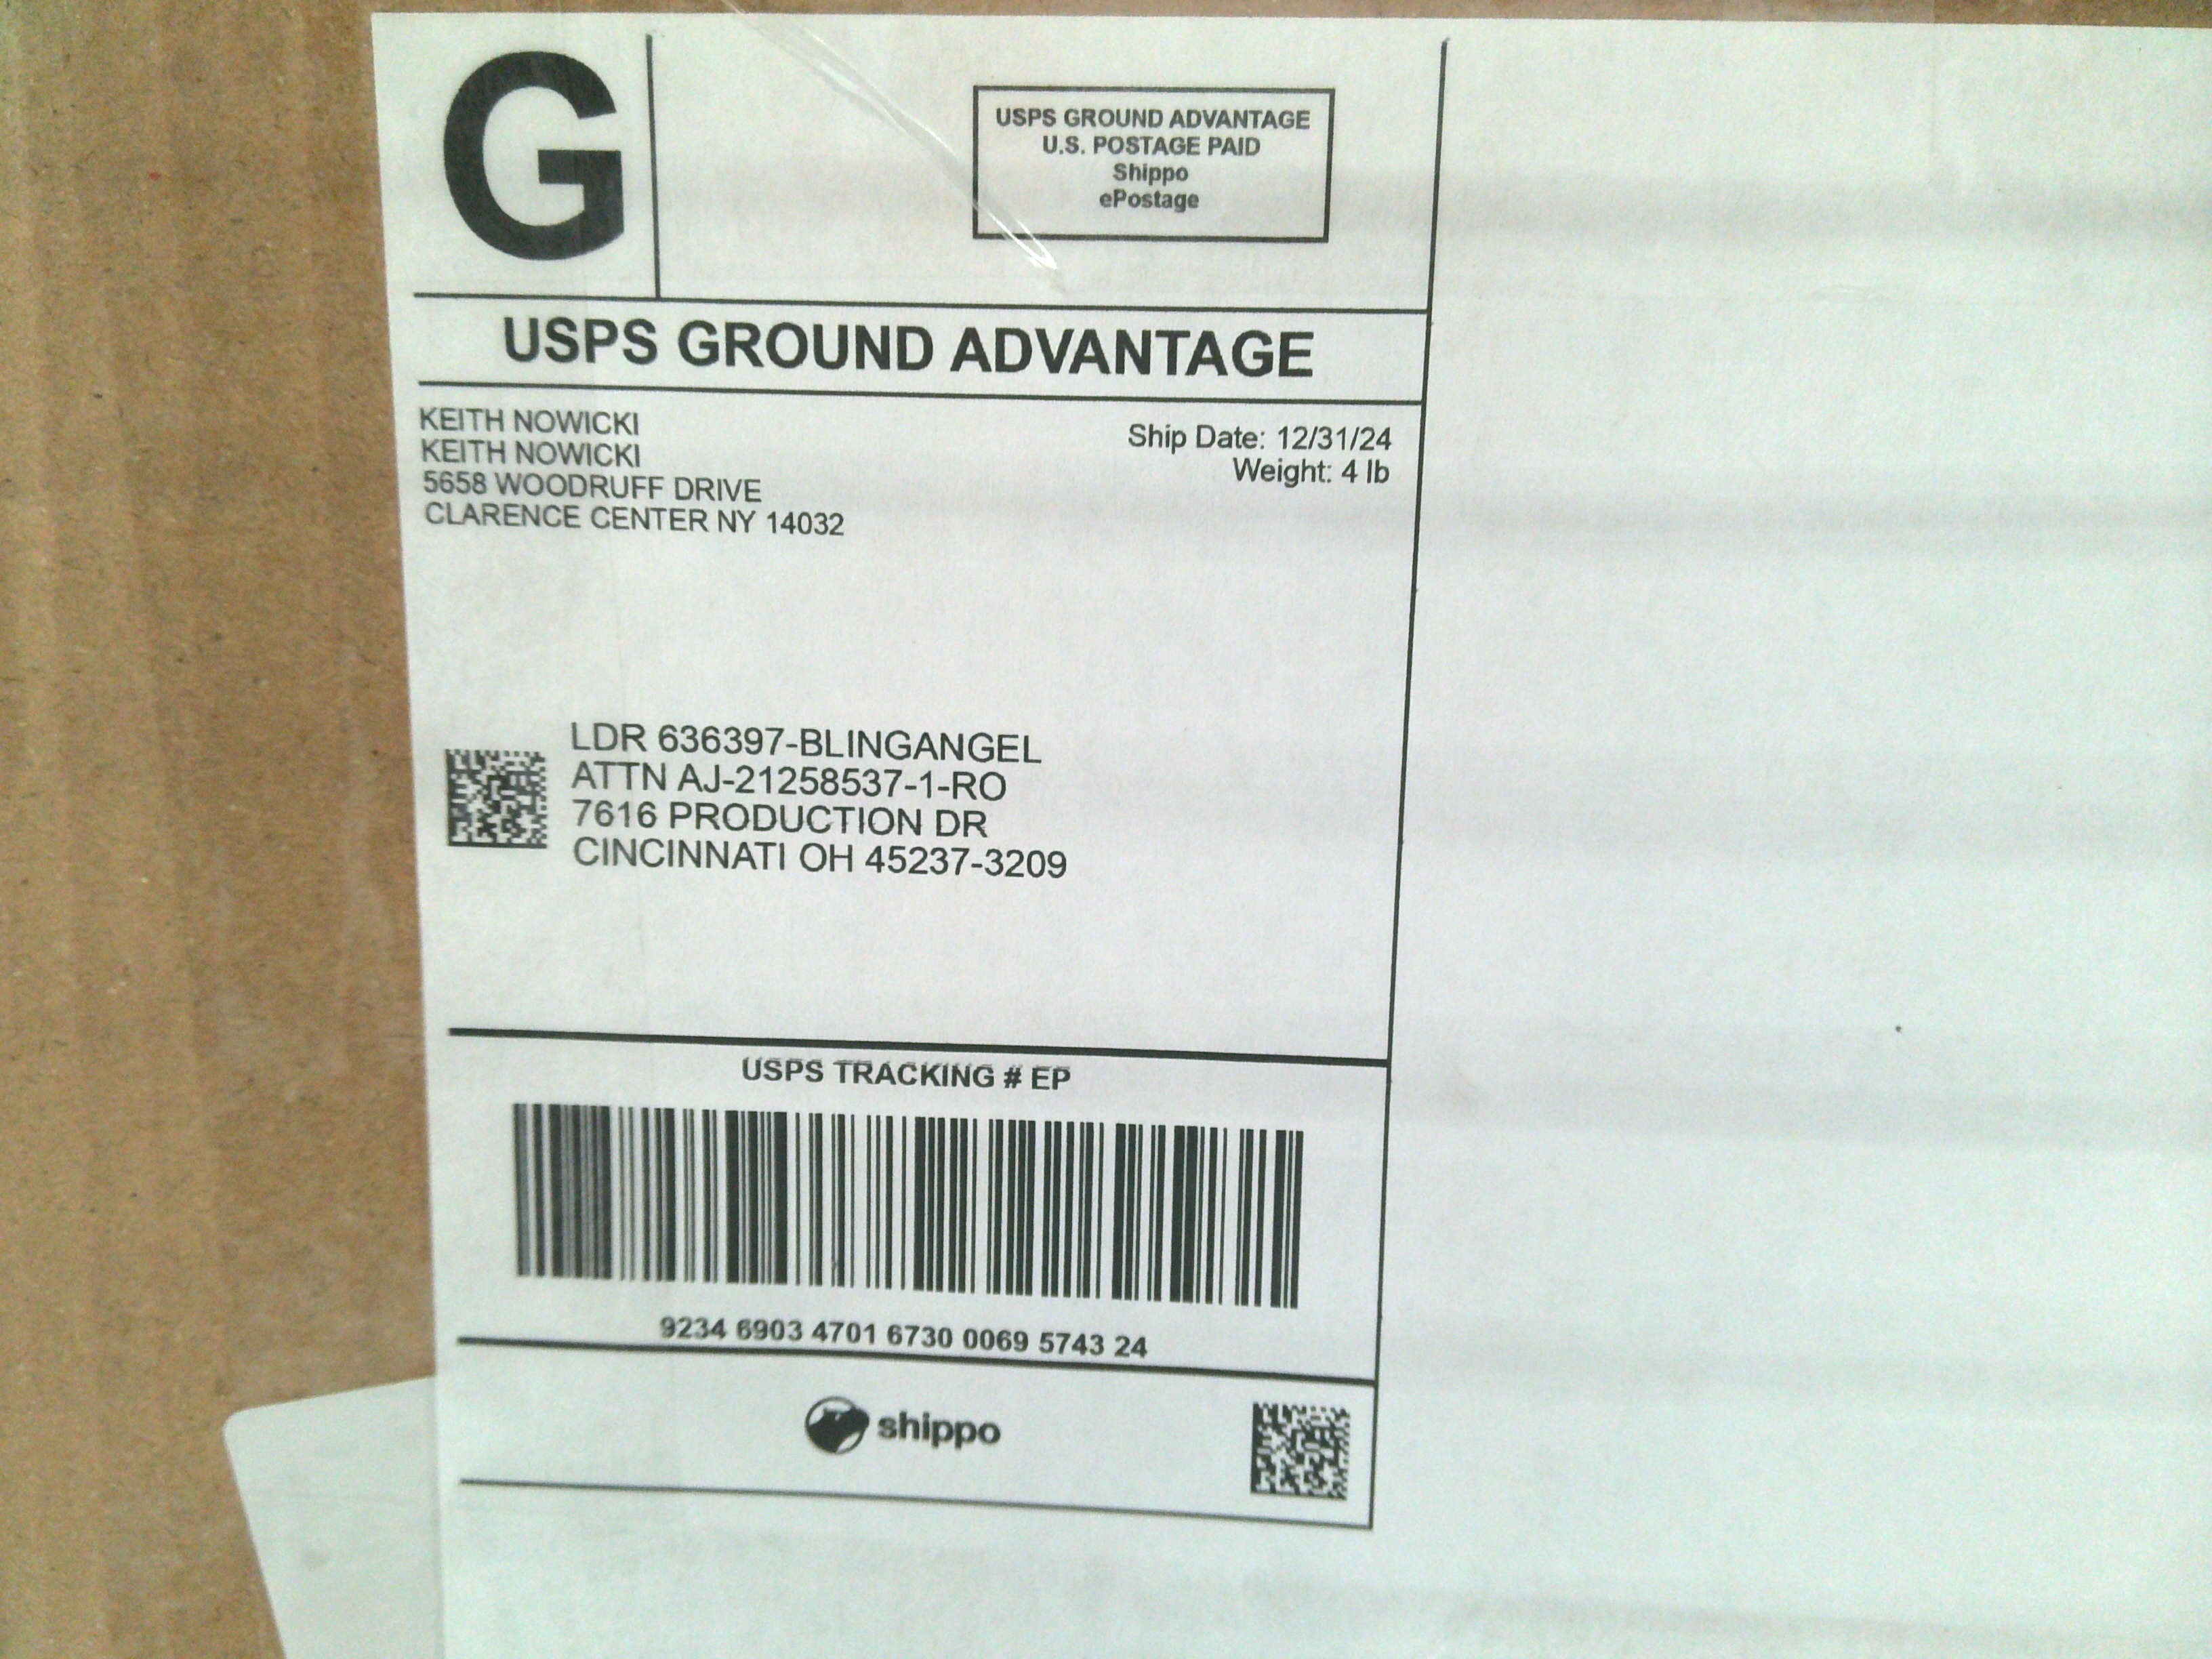 G
USPS GROUND ADVANTAGE
U.S. POSTAGE PAID
Shippo
ePostage
USPS GROUND ADVANTAGE
KEITH NOWICKI
KEITH NOWICKI
5658 WOODRUFF DRIVE
CLARENCE CENTER NY 14032
Ship Date: 12/31/24
Weight: 4 lb
LDR 636397-BLINGANGEL
ATTN AJ-21258537-1-RO
7616 PRODUCTION DR
CINCINNATI OH 45237-3209
USPS TRACKING # EP
9234 6903 4701 6730 0069 5743 24
shippo